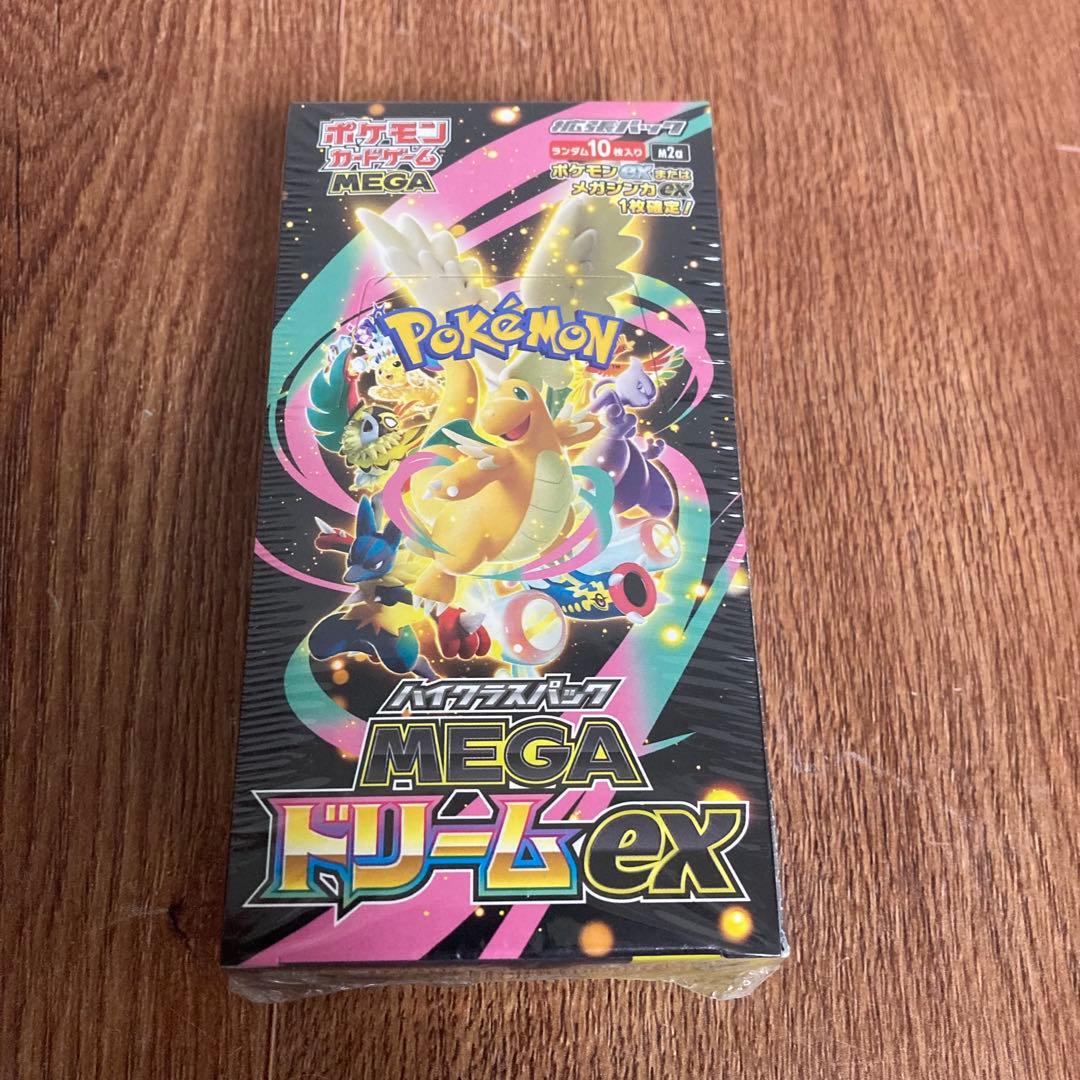 ポケモン
カードゲーム
MEGA
拡張パック
ランダム10枚入り M2a
ポケモンexまたは
メガシンカex
1枚確定!
POKéMON
TM
ハイクラスパック
MEGA
ドリームex